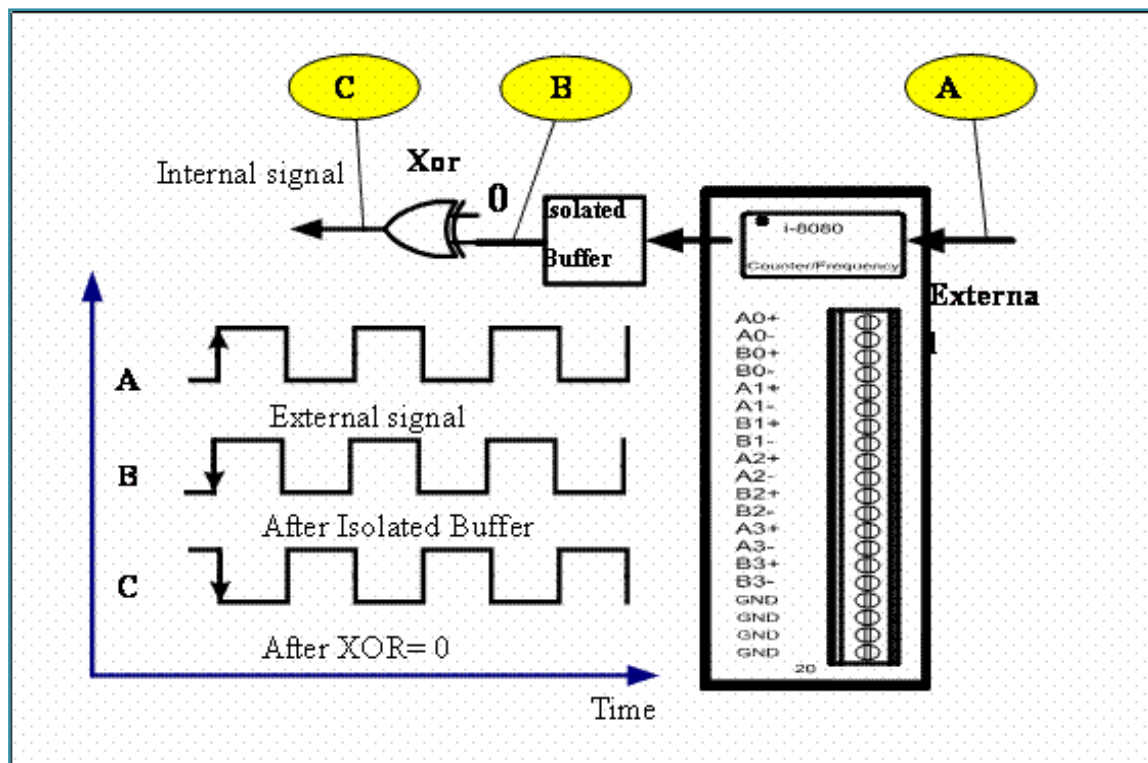 C
B
A
Xor
Internal signal
0
Isolated
Buffer
i-8080
Counter/Frequency
Externa
l
A0+
A0-
B0+
B0-
A1+
A1-
B1+
B1-
A2+
A2-
B2+
B2-
A3+
A3-
B3+
B3-
GND
GND
GND
GND
20
A
External signal
B
After Isolated Buffer
C
After XOR= 0
Time